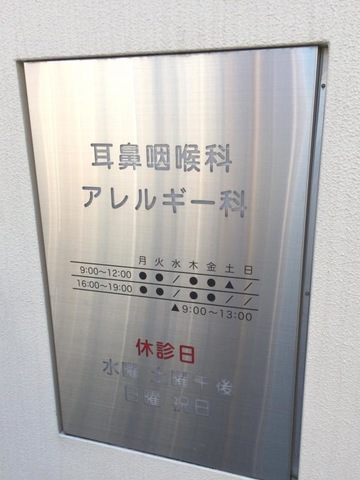 耳鼻咽喉科
アレルギー科
月 火 水 木 金 土 日
9:00～12:00 ● ● ／ ● ● ▲ ／
16:00～19:00 ● ● ／ ● ● ／ ／
▲9:00～13:00
休診日
水曜 土曜午後
日曜 祝日